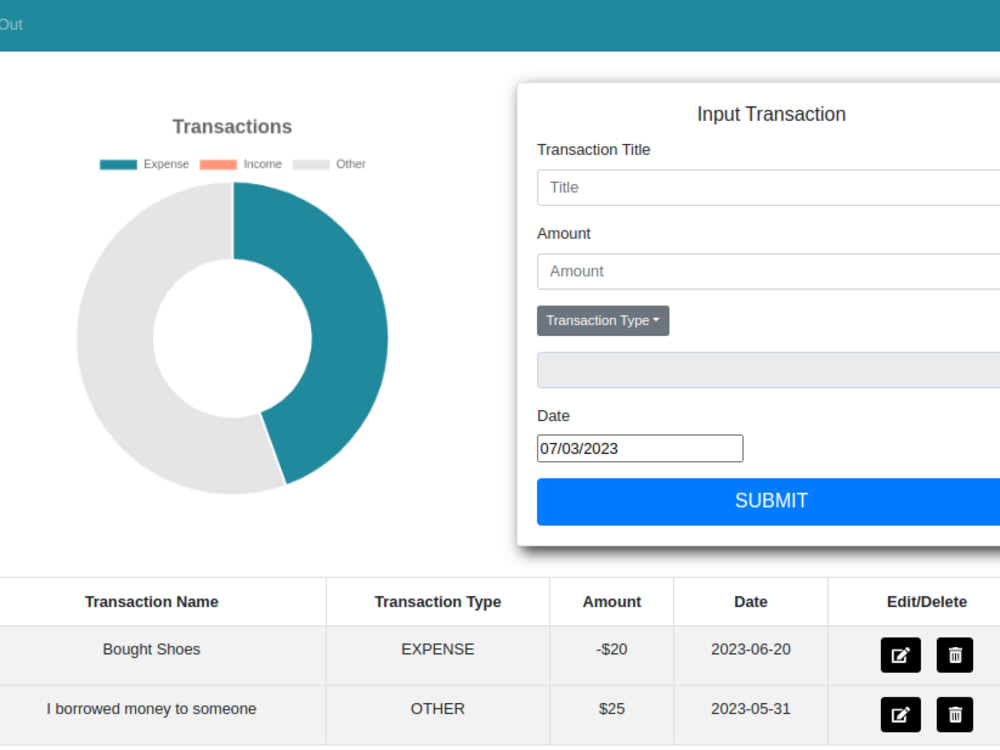 Out
Transactions
Expense Income Other
Input Transaction
Transaction Title
Title
Amount
Amount
Transaction Type
Date
07/03/2023
SUBMIT
Transaction Name Transaction Type Amount Date Edit/Delete
Bought Shoes EXPENSE -$20 2023-06-20
I borrowed money to someone OTHER $25 2023-05-31